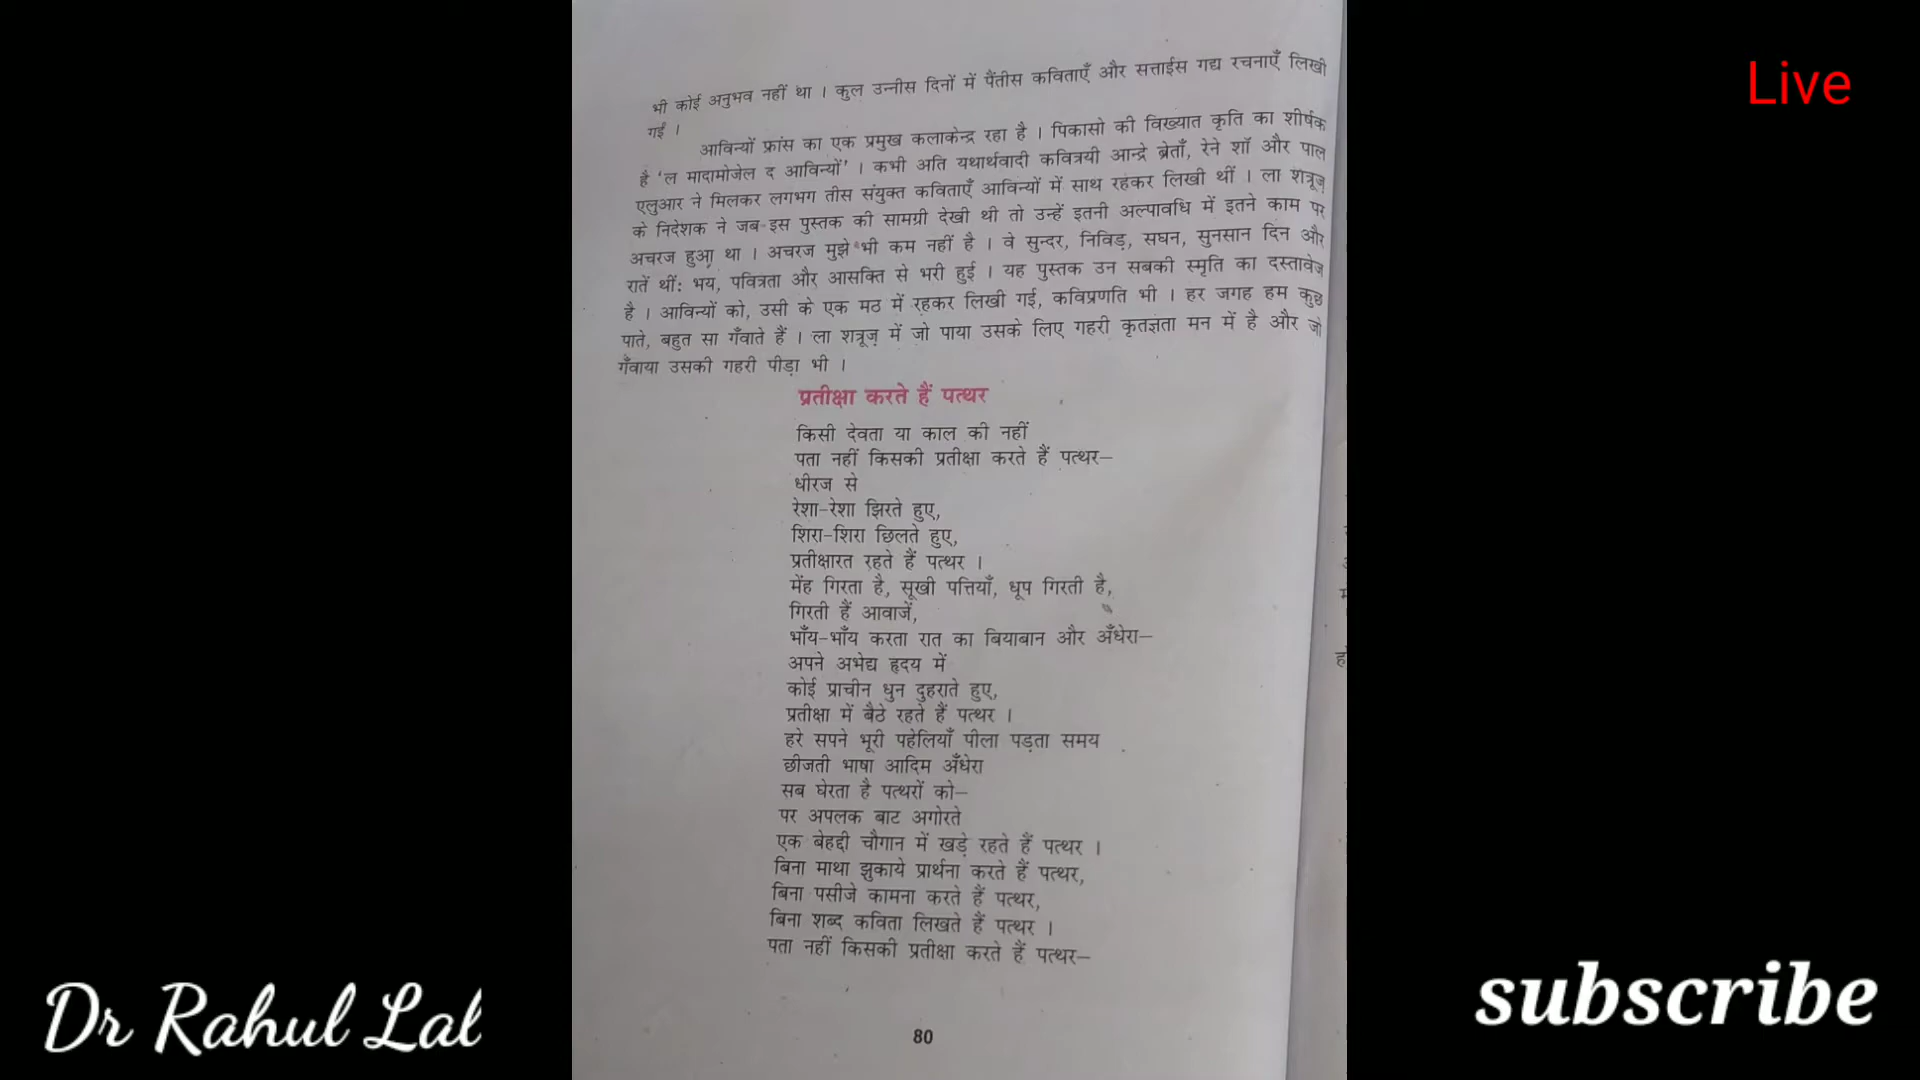 भी कोई अनुभव नहीं था । कुल उन्नीस दिनों में पैंतीस कविताएँ और सत्ताईस गद्य रचनाएँ लिखी
गईं ।
आविन्यों फ्रांस का एक प्रमुख कलाकेन्द्र रहा है । पिकासो की विख्यात कृति का शीर्षक
है ‘ल मादामोजेल द आविन्यों’ । कभी अति यथार्थवादी कवित्रयी आन्द्रे ब्रेताँ, रेने शॉ और पाल
एलुआर ने मिलकर लगभग तीस संयुक्त कविताएँ आविन्यों में साथ रहकर लिखी थीं । ला शत्रूज़
के निदेशक ने जब इस पुस्तक की सामग्री देखी थी तो उन्हें इतनी अल्पावधि में इतने काम पर
अचरज हुआ था । अचरज मुझे भी कम नहीं है । वे सुन्दर, निविड़, सघन, सुनसान दिन और
रातें थीं: भय, पवित्रता और आसक्ति से भरी हुई । यह पुस्तक उन सबकी स्मृति का दस्तावेज़
है । आविन्यों को, उसी के एक मठ में रहकर लिखी गई, कविप्रणति भी । हर जगह हम कुछ
पाते, बहुत सा गँवाते हैं । ला शत्रूज़ में जो पाया उसके लिए गहरी कृतज्ञता मन में है और जो
गँवाया उसकी गहरी पीड़ा भी ।
प्रतीक्षा करते हैं पत्थर
किसी देवता या काल की नहीं
पता नहीं किसकी प्रतीक्षा करते हैं पत्थर–
धीरज से
रेशा-रेशा झिरते हुए,
शिरा-शिरा छिलते हुए,
प्रतीक्षारत रहते हैं पत्थर ।
मेंह गिरता है, सूखी पत्तियाँ, धूप गिरती है,
गिरती हैं आवाजें,
भाँय-भाँय करता रात का बियाबान और अँधेरा–
अपने अभेद्य हृदय में
कोई प्राचीन धुन दुहराते हुए,
प्रतीक्षा में बैठे रहते हैं पत्थर ।
हरे सपने भूरी पहेलियाँ पीला पड़ता समय
छीजती भाषा आदिम अँधेरा
सब घेरता है पत्थरों को–
पर अपलक बाट अगोरते
एक बेहद्दी चौगान में खड़े रहते हैं पत्थर ।
बिना माथा झुकाये प्रार्थना करते हैं पत्थर,
बिना पसीजे कामना करते हैं पत्थर,
बिना शब्द कविता लिखते हैं पत्थर ।
पता नहीं किसकी प्रतीक्षा करते हैं पत्थर–
80
Live
Dr Rahul Lal
subscribe